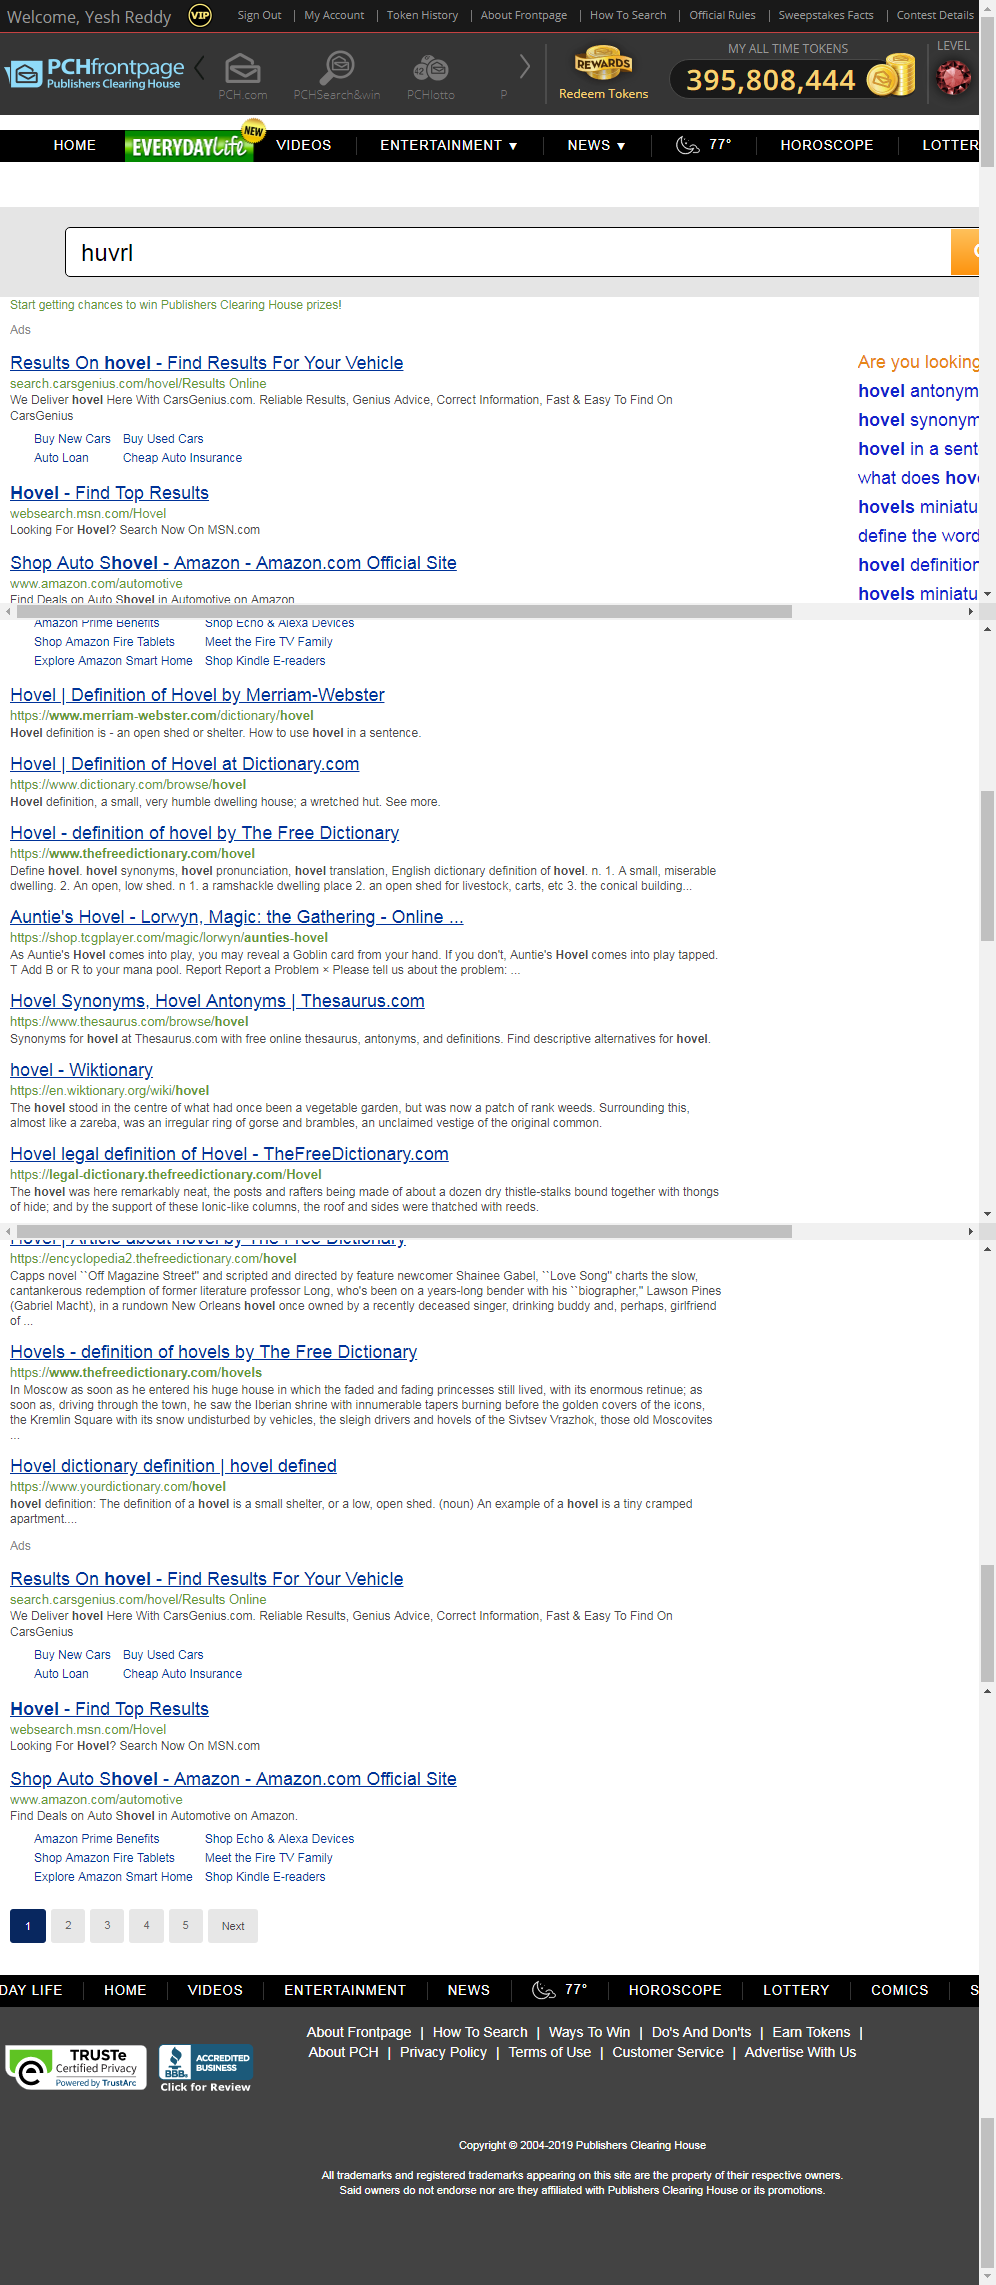 Welcome, Yesh Reddy VIP Sign Out | My Account | Token History | About Frontpage | How To Search | Official Rules | Sweepstakes Facts | Contest Details
PCHfrontpage
Publishers Clearing House
PCH.com PCHSearch&win 42 PCHlotto P
REWARDS
Redeem Tokens
MY ALL TIME TOKENS
395,808,444
LEVEL
HOME EVERYDAY Life NEW VIDEOS ENTERTAINMENT ▼ NEWS ▼ 77° HOROSCOPE LOTTER
huvrl
Start getting chances to win Publishers Clearing House prizes!
Ads
Results On hovel - Find Results For Your Vehicle
search.carsgenius.com/hovel/Results Online
We Deliver hovel Here With CarsGenius.com. Reliable Results, Genius Advice, Correct Information, Fast & Easy To Find On
CarsGenius
Buy New Cars Buy Used Cars
Auto Loan Cheap Auto Insurance
Hovel - Find Top Results
websearch.msn.com/Hovel
Looking For Hovel? Search Now On MSN.com
Shop Auto Shovel - Amazon - Amazon.com Official Site
www.amazon.com/automotive
Find Deals on Auto Shovel in Automotive on Amazon
Are you looking
hovel antonym
hovel synonym
hovel in a sent
what does hove
hovels miniatu
define the word
hovel definition
hovels miniatu
Amazon Prime Benefits Shop Echo & Alexa Devices
Shop Amazon Fire Tablets Meet the Fire TV Family
Explore Amazon Smart Home Shop Kindle E-readers
Hovel | Definition of Hovel by Merriam-Webster
https://www.merriam-webster.com/dictionary/hovel
Hovel definition is - an open shed or shelter. How to use hovel in a sentence.
Hovel | Definition of Hovel at Dictionary.com
https://www.dictionary.com/browse/hovel
Hovel definition, a small, very humble dwelling house; a wretched hut. See more.
Hovel - definition of hovel by The Free Dictionary
https://www.thefreedictionary.com/hovel
Define hovel. hovel synonyms, hovel pronunciation, hovel translation, English dictionary definition of hovel. n. 1. A small, miserable
dwelling. 2. An open, low shed. n 1. a ramshackle dwelling place 2. an open shed for livestock, carts, etc 3. the conical building...
Auntie's Hovel - Lorwyn, Magic: the Gathering - Online ...
https://shop.tcgplayer.com/magic/lorwyn/aunties-hovel
As Auntie's Hovel comes into play, you may reveal a Goblin card from your hand. If you don't, Auntie's Hovel comes into play tapped.
T Add B or R to your mana pool. Report Report a Problem × Please tell us about the problem: ...
Hovel Synonyms, Hovel Antonyms | Thesaurus.com
https://www.thesaurus.com/browse/hovel
Synonyms for hovel at Thesaurus.com with free online thesaurus, antonyms, and definitions. Find descriptive alternatives for hovel.
hovel - Wiktionary
https://en.wiktionary.org/wiki/hovel
The hovel stood in the centre of what had once been a vegetable garden, but was now a patch of rank weeds. Surrounding this,
almost like a zareba, was an irregular ring of gorse and brambles, an unclaimed vestige of the original common.
Hovel legal definition of Hovel - TheFreeDictionary.com
https://legal-dictionary.thefreedictionary.com/Hovel
The hovel was here remarkably neat, the posts and rafters being made of about a dozen dry thistle-stalks bound together with thongs
of hide; and by the support of these Ionic-like columns, the roof and sides were thatched with reeds.
Hovel | Article about hovel by The Free Dictionary
https://encyclopedia2.thefreedictionary.com/hovel
Capps novel ``Off Magazine Street'' and scripted and directed by feature newcomer Shainee Gabel, ``Love Song'' charts the slow,
cantankerous redemption of former literature professor Long, who's been on a years-long bender with his ``biographer,'' Lawson Pines
(Gabriel Macht), in a rundown New Orleans hovel once owned by a recently deceased singer, drinking buddy and, perhaps, girlfriend
of ...
Hovels - definition of hovels by The Free Dictionary
https://www.thefreedictionary.com/hovels
In Moscow as soon as he entered his huge house in which the faded and fading princesses still lived, with its enormous retinue; as
soon as, driving through the town, he saw the Iberian shrine with innumerable tapers burning before the golden covers of the icons,
the Kremlin Square with its snow undisturbed by vehicles, the sleigh drivers and hovels of the Sivtsev Vrazhok, those old Moscovites
...
Hovel dictionary definition | hovel defined
https://www.yourdictionary.com/hovel
hovel definition: The definition of a hovel is a small shelter, or a low, open shed. (noun) An example of a hovel is a tiny cramped
apartment....
Ads
Results On hovel - Find Results For Your Vehicle
search.carsgenius.com/hovel/Results Online
We Deliver hovel Here With CarsGenius.com. Reliable Results, Genius Advice, Correct Information, Fast & Easy To Find On
CarsGenius
Buy New Cars Buy Used Cars
Auto Loan Cheap Auto Insurance
Hovel - Find Top Results
websearch.msn.com/Hovel
Looking For Hovel? Search Now On MSN.com
Shop Auto Shovel - Amazon - Amazon.com Official Site
www.amazon.com/automotive
Find Deals on Auto Shovel in Automotive on Amazon.
Amazon Prime Benefits Shop Echo & Alexa Devices
Shop Amazon Fire Tablets Meet the Fire TV Family
Explore Amazon Smart Home Shop Kindle E-readers
1 2 3 4 5 Next
DAY LIFE HOME VIDEOS ENTERTAINMENT NEWS 77° HOROSCOPE LOTTERY COMICS S
About Frontpage | How To Search | Ways To Win | Do's And Don'ts | Earn Tokens |
About PCH | Privacy Policy | Terms of Use | Customer Service | Advertise With Us
TRUSTe
Certified Privacy
Powered by TrustArc
BBB. ACCREDITED BUSINESS
Click for Review
Copyright © 2004-2019 Publishers Clearing House
All trademarks and registered trademarks appearing on this site are the property of their respective owners.
Said owners do not endorse nor are they affiliated with Publishers Clearing House or its promotions.